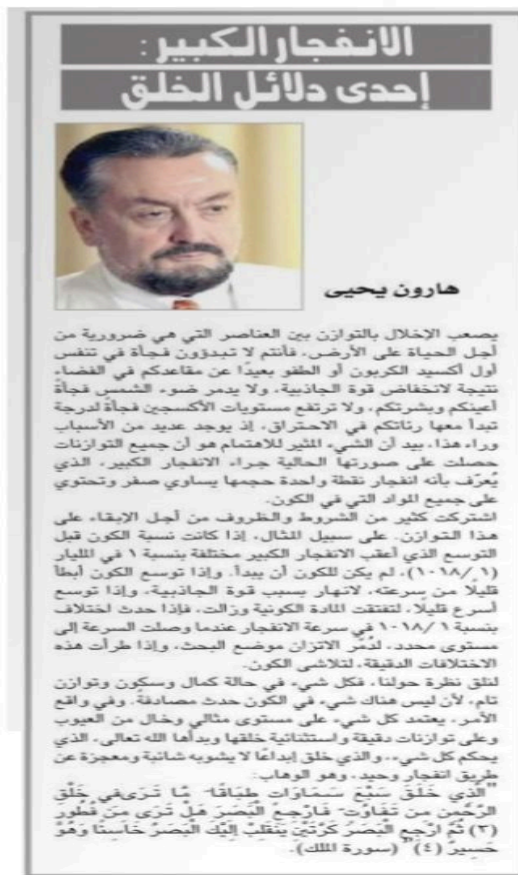 الانفجار الكبير:
إحدى دلائل الخلق
هارون يحيى
يصعب الإخلال بالتوازن بين العناصر التي هي ضرورية من
أجل الحياة على الأرض، فأنتم لا تبدؤون فجأة في تنفس
أول أكسيد الكربون أو الطفو بعيدًا عن مقاعدكم في الفضاء
نتيجة لانخفاض قوة الجاذبية، ولا يدمر ضوء الشمس فجأة
أعينكم وبشرتكم، ولا ترتفع مستويات الأكسجين فجأة لدرجة
تبدأ معها رئاتكم في الاحتراق، إذ يوجد عديد من الأسباب
وراء هذا، بيد أن الشيء المثير للاهتمام هو أن جميع التوازنات
حصلت على صورتها الحالية جراء الانفجار الكبير، الذي
يُعرّف بأنه انفجار نقطة واحدة حجمها يساوي صفر وتحتوي
على جميع المواد التي في الكون.
اشتركت كثير من الشروط والظروف من أجل الإبقاء على
هذا التوازن. على سبيل المثال، إذا كانت نسبة الكون قبل
التوسع الذي أعقب الانفجار الكبير مختلفة بنسبة ١ في المليار
(١/١٠١٨)، لم يكن للكون أن يبدأ. وإذا توسع الكون أبطأ
قليلًا من سرعته، لانهار بسبب قوة الجاذبية، وإذا توسع
أسرع قليلًا، لتفتقت المادة الكونية وزالت، فإذا حدث اختلاف
بنسبة ١/١٠١٨ في سرعة الانفجار عندما وصلت السرعة إلى
مستوى محدد، لدُمّر الاتزان موضع البحث، وإذا طرأت هذه
الاختلافات الدقيقة، لتلاشى الكون.
لنلق نظرة حولنا، فكل شيء في حالة كمال وسكون وتوازن
تام، لأن ليس هناك شيء في الكون حدث مصادفة. وفي واقع
الأمر، يعتمد كل شيء على مستوى مثالي وخال من العيوب
وعلى توازنات دقيقة واستثنائية خلقها وبدأها الله تعالى، الذي
يحكم كل شيء، والذي خلق إبداعًا لا يشوبه شائبة ومعجزة عن
طريق انفجار وحيد، وهو الوهاب:
"الَّذِي خَلَقَ سَبْعَ سَمَاوَاتٍ طِبَاقًا مَّا تَرَىٰ فِي خَلْقِ
الرَّحْمَٰنِ مِن تَفَاوُتٍ فَارْجِعِ الْبَصَرَ هَلْ تَرَىٰ مِن فُطُورٍ
(٣) ثُمَّ ارْجِعِ الْبَصَرَ كَرَّتَيْنِ يَنقَلِبْ إِلَيْكَ الْبَصَرُ خَاسِئًا وَهُوَ
حَسِيرٌ (٤)" (سورة الملك).